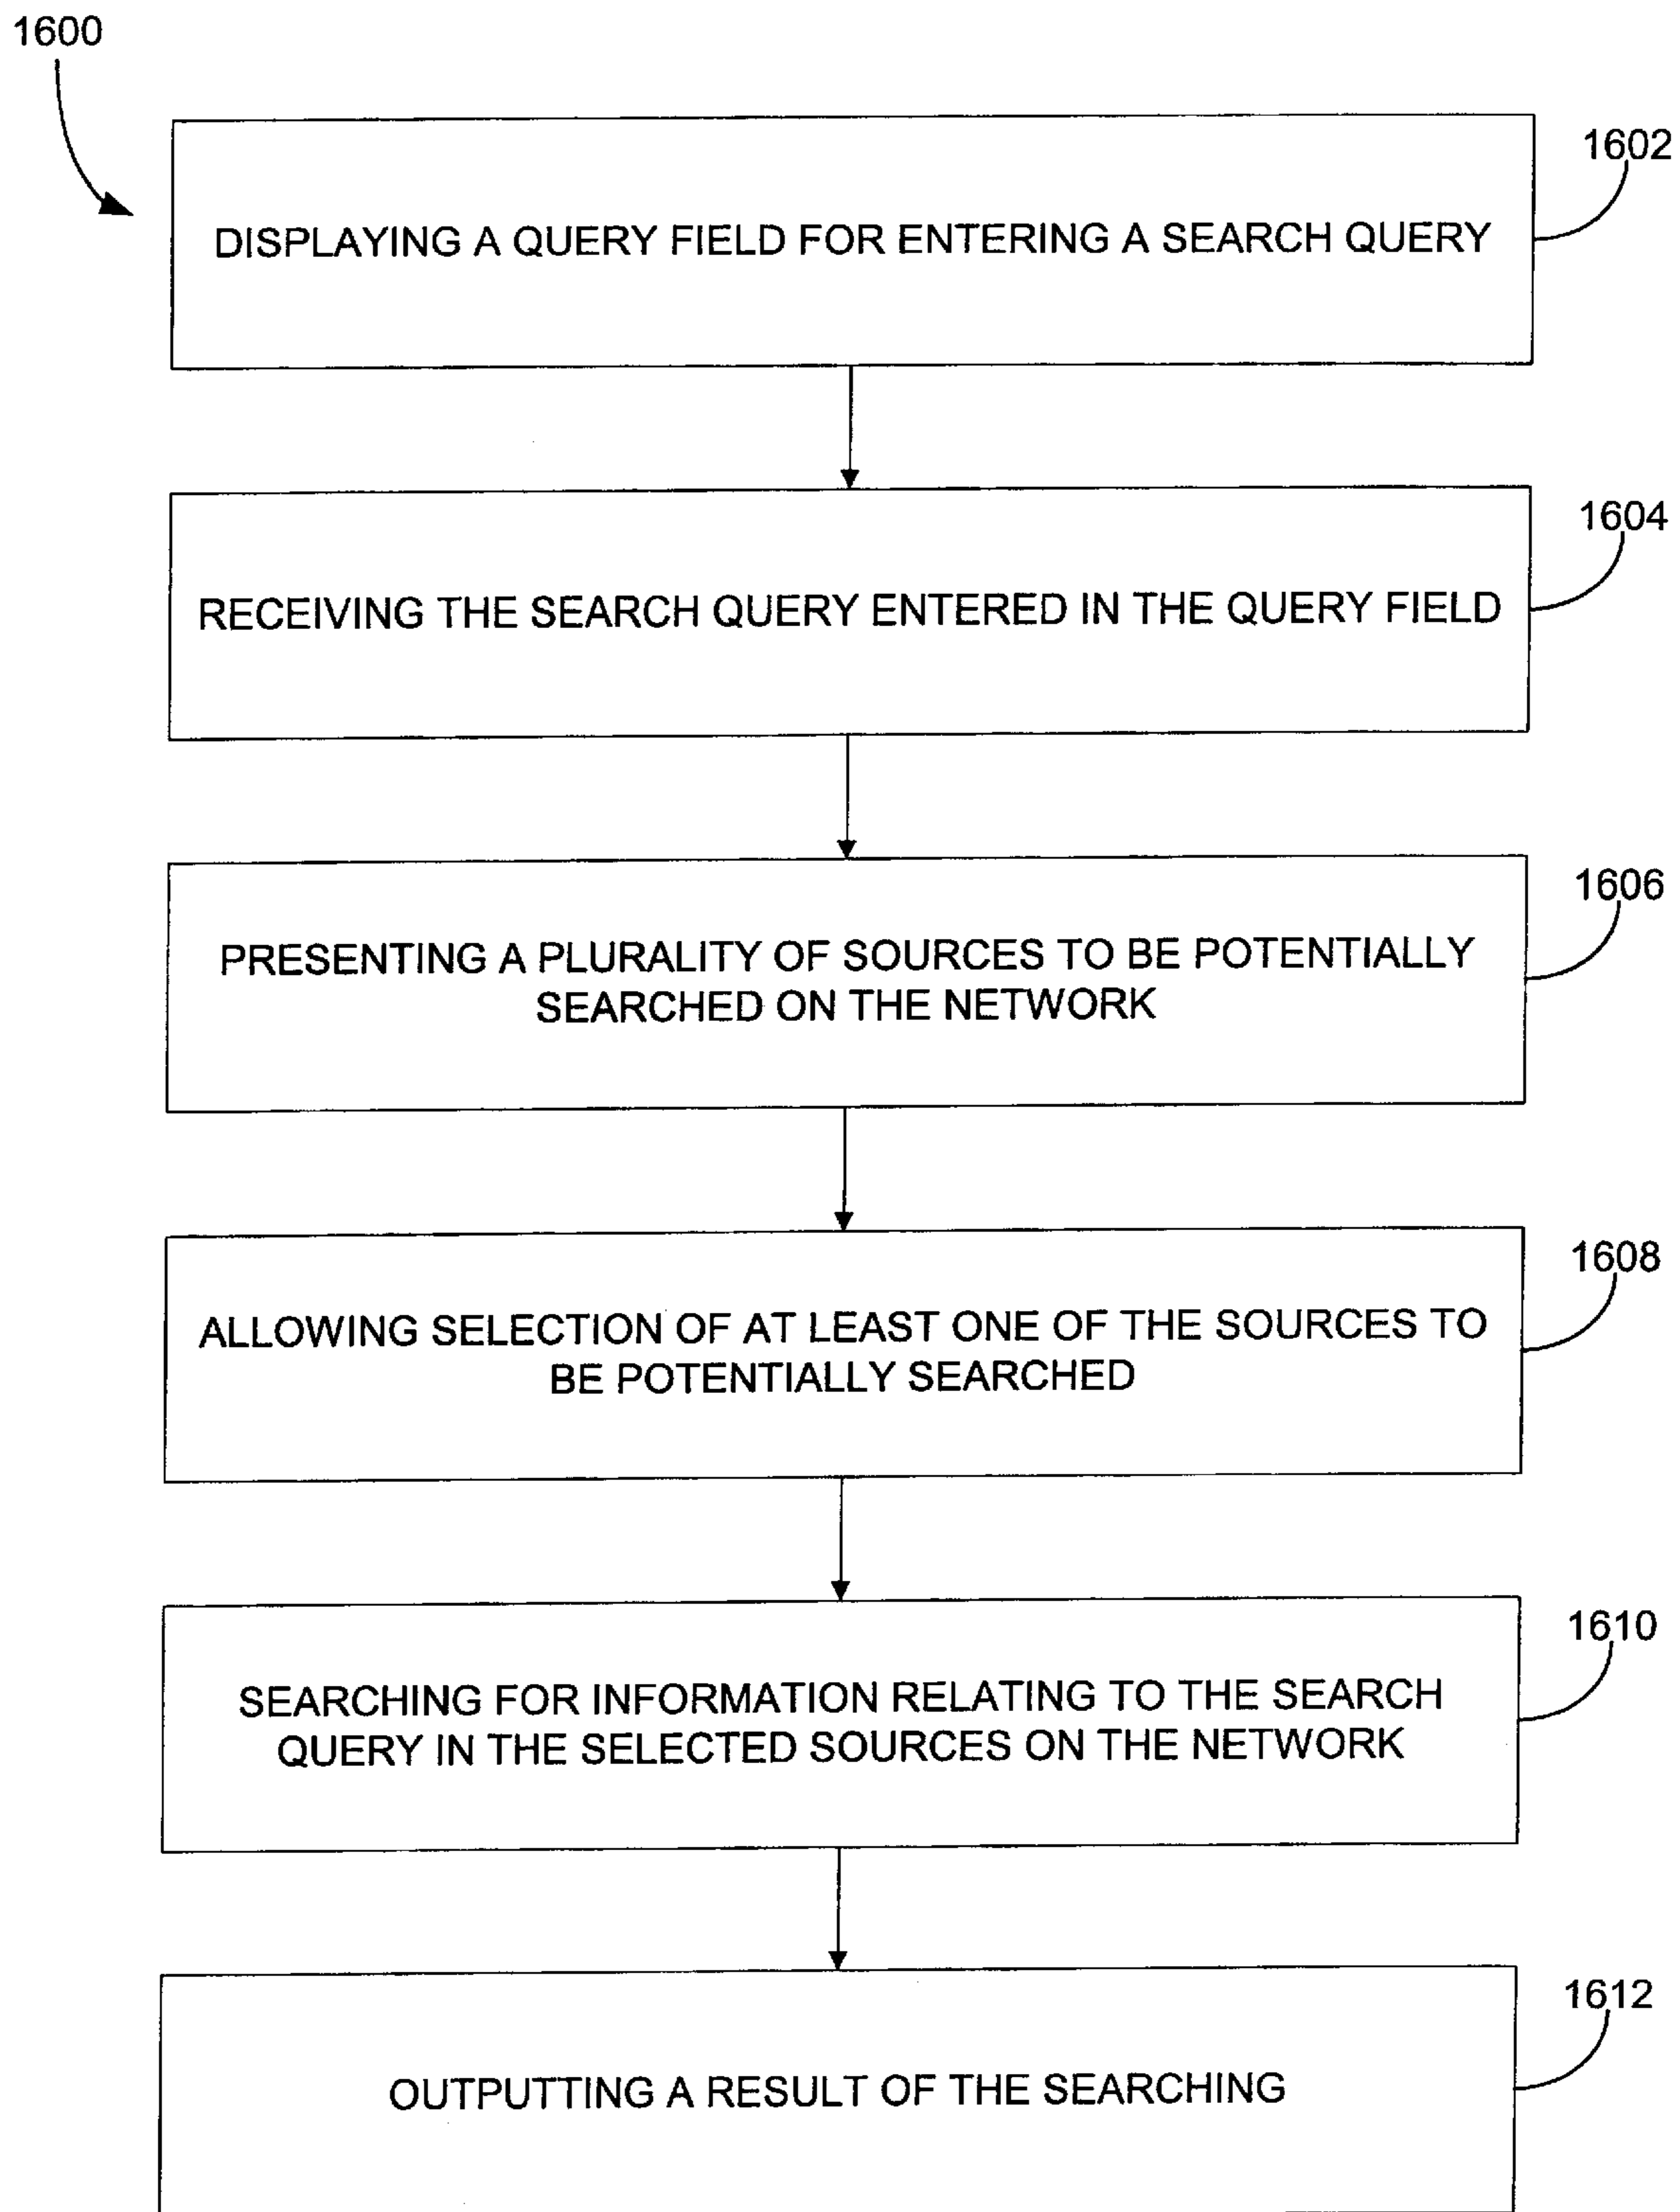 1600
1602
DISPLAYING A QUERY FIELD FOR ENTERING A SEARCH QUERY
1604
RECEIVING THE SEARCH QUERY ENTERED IN THE QUERY FIELD
1606
PRESENTING A PLURALITY OF SOURCES TO BE POTENTIALLY
SEARCHED ON THE NETWORK
1608
ALLOWING SELECTION OF AT LEAST ONE OF THE SOURCES TO
BE POTENTIALLY SEARCHED
1610
SEARCHING FOR INFORMATION RELATING TO THE SEARCH
QUERY IN THE SELECTED SOURCES ON THE NETWORK
1612
OUTPUTTING A RESULT OF THE SEARCHING